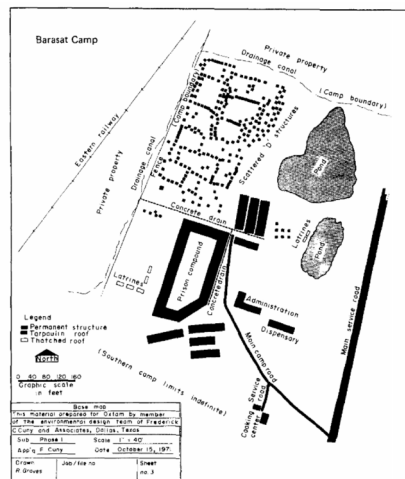 Barasat Camp
Private property
Drainage canal
(Camp boundary)
Eastern railway
Private property
Drainage canal
(Camp boundary)
Fence
Scattered "D" structures
Pond
Concrete drain
Latrines
Pond
Prison compound
Latrines
Concrete drain
Administration
Dispensary
Main service road
Main camp road
(Southern camp limits indefinite)
Service road
Cooking center
Legend
Permanent structure
Tarpaulin roof
Thatched roof
North
0 40 80 120 160
Graphic scale
in feet
Base map
This material prepared for Oxfam by member
of the environmental design team of Frederick
C Cuny and Associates, Dallas, Texas
Sub Phase I Scale 1" = 40'
App'd F. Cuny Date October 15, 197
Drawn Job/file no Sheet
R Groves no. 3